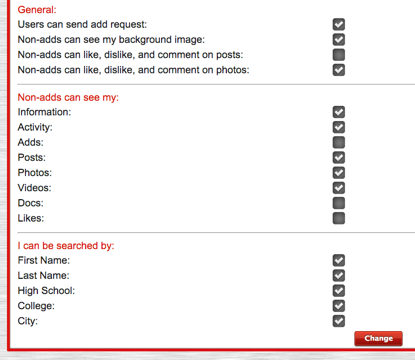 General:
Users can send add request:
Non-adds can see my background image:
Non-adds can like, dislike, and comment on posts:
Non-adds can like, dislike, and comment on photos:
Non-adds can see my:
Information:
Activity:
Adds:
Posts:
Photos:
Videos:
Docs:
Likes:
I can be searched by:
First Name:
Last Name:
High School:
College:
City:
Change